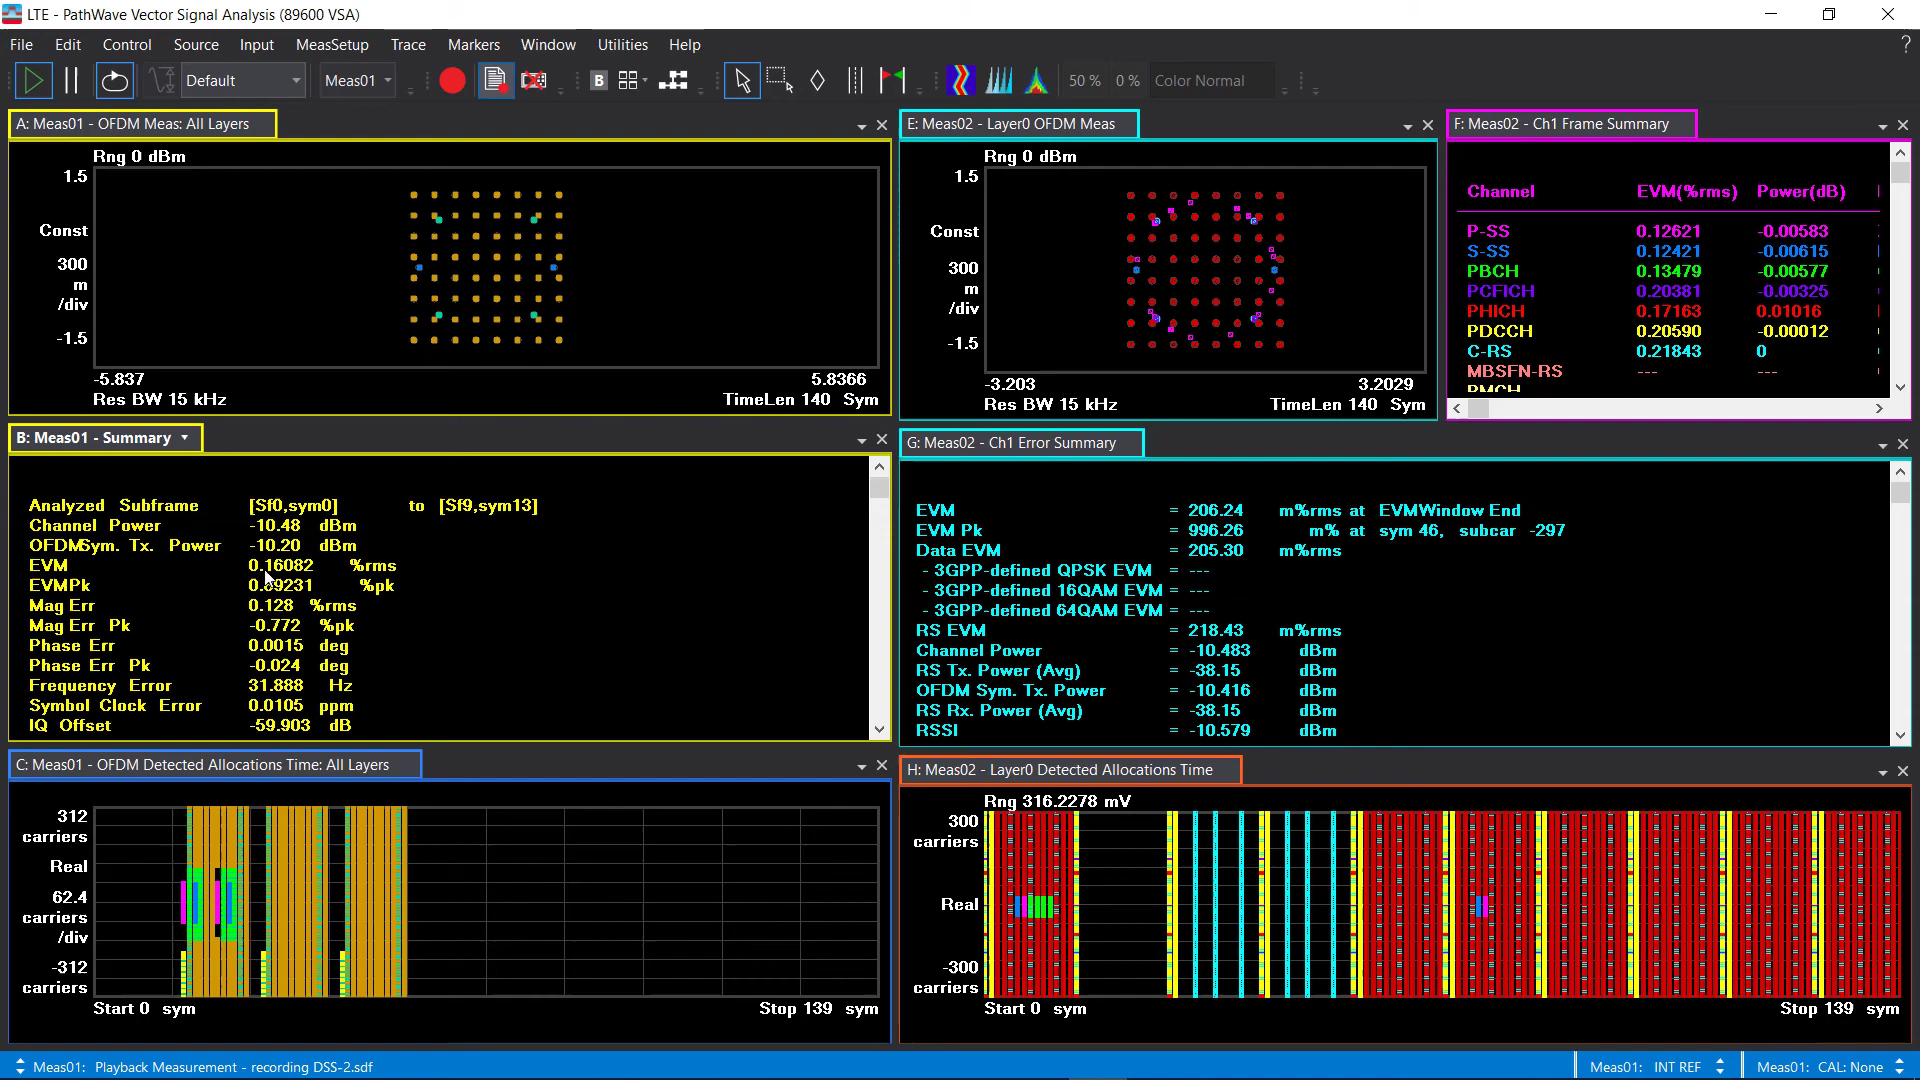 LTE - PathWave Vector Signal Analysis (89600 VSA)
File Edit Control Source Input MeasSetup Trace Markers Window Utilities Help ?
Default Meas01 B 50 % 0 % Color Normal
A: Meas01 - OFDM Meas: All Layers
Rng 0 dBm
1.5
Const
300
m
/div
-1.5
-5.837 5.8366
Res BW 15 kHz TimeLen 140 Sym
E: Meas02 - Layer0 OFDM Meas
Rng 0 dBm
1.5
Const
300
m
/div
-1.5
-3.203 3.2029
Res BW 15 kHz TimeLen 140 Sym
F: Meas02 - Ch1 Frame Summary
Channel EVM(%rms) Power(dB)
P-SS 0.12621 -0.00583
S-SS 0.12421 -0.00615
PBCH 0.13479 -0.00577
PCFICH 0.20381 -0.00325
PHICH 0.17163 0.01016
PDCCH 0.20590 -0.00012
C-RS 0.21843 0
MBSFN-RS --- ---
PMCH
B: Meas01 - Summary
Analyzed Subframe [Sf0,sym0] to [Sf9,sym13]
Channel Power -10.48 dBm
OFDMSym. Tx. Power -10.20 dBm
EVM 0.16082 %rms
EVMPk %pk
Mag Err 0.128 %rms
Mag Err Pk -0.772 %pk
Phase Err 0.0015 deg
Phase Err Pk -0.024 deg
Frequency Error 31.888 Hz
Symbol Clock Error 0.0105 ppm
IQ Offset -59.903 dB
G: Meas02 - Ch1 Error Summary
EVM = 206.24 m%rms at EVMWindow End
EVM Pk = 996.26 m% at sym 46, subcar -297
Data EVM = 205.30 m%rms
- 3GPP-defined QPSK EVM = ---
- 3GPP-defined 16QAM EVM = ---
- 3GPP-defined 64QAM EVM = ---
RS EVM = 218.43 m%rms
Channel Power = -10.483 dBm
RS Tx. Power (Avg) = -38.15 dBm
OFDM Sym. Tx. Power = -10.416 dBm
RS Rx. Power (Avg) = -38.15 dBm
RSSI = -10.579 dBm
C: Meas01 - OFDM Detected Allocations Time: All Layers
312
carriers
Real
62.4
carriers
/div
-312
carriers
Start 0 sym Stop 139 sym
H: Meas02 - Layer0 Detected Allocations Time
Rng 316.2278 mV
300
carriers
Real
-300
carriers
Start 0 sym Stop 139 sym
Meas01: Playback Measurement - recording DSS-2.sdf Meas01: INT REF Meas01: CAL: None